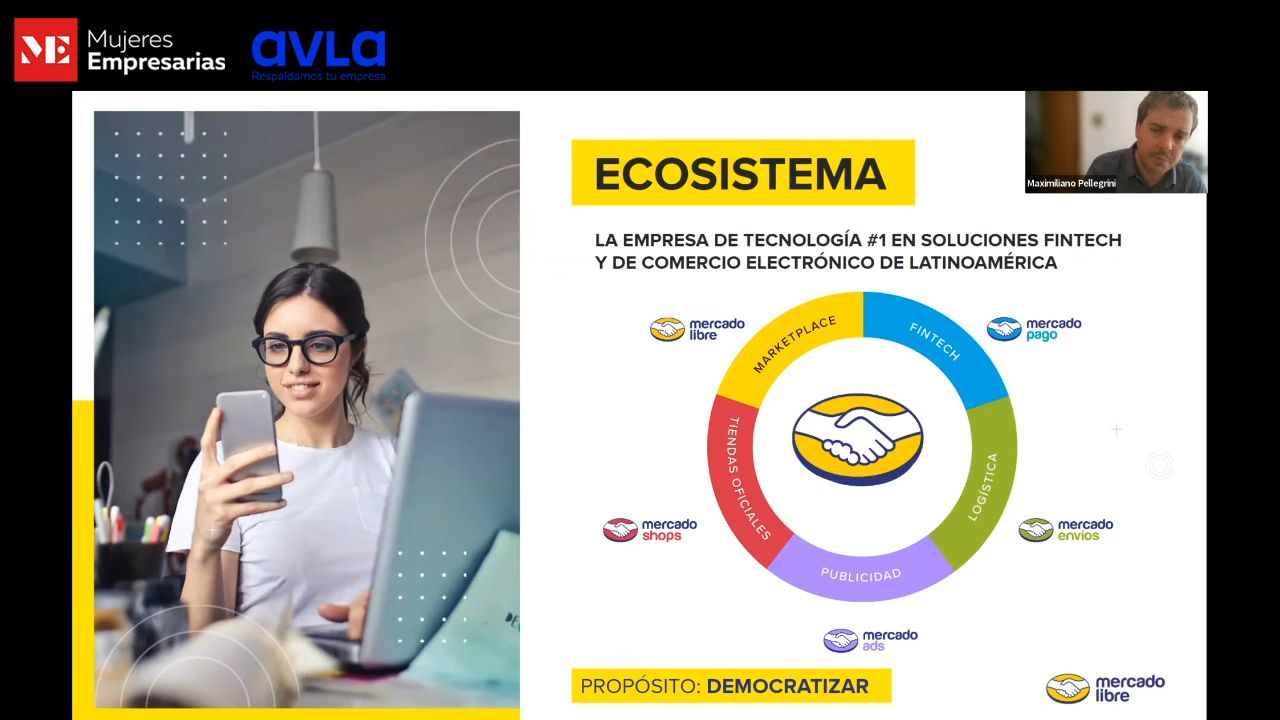 Mujeres
Empresarias
avla
Respaldamos tu empresa
Maximiliano Pellegrini
ECOSISTEMA
LA EMPRESA DE TECNOLOGÍA #1 EN SOLUCIONES FINTECH
Y DE COMERCIO ELECTRÓNICO DE LATINOAMÉRICA
mercado
libre
MARKETPLACE
FINTECH
mercado
pago
TIENDAS OFICIALES
LOGÍSTICA
mercado
shops
mercado
envios
PUBLICIDAD
mercado
ads
PROPÓSITO: DEMOCRATIZAR
mercado
libre